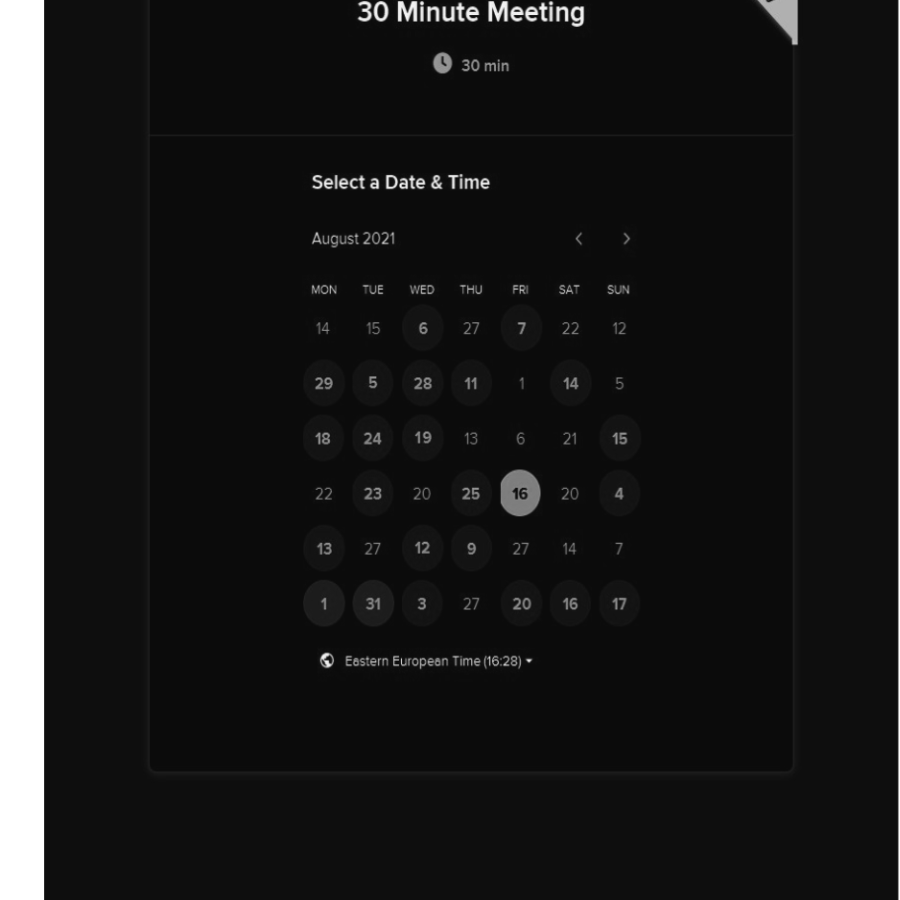 30 Minute Meeting
30 min
Select a Date & Time
August 2021
MON TUE WED THU FRI SAT SUN
14 15 6 27 7 22 12
29 5 28 11 1 14 5
18 24 19 13 6 21 15
22 23 20 25 16 20 4
13 27 12 9 27 14 7
1 31 3 27 20 16 17
Eastern European Time (16:28)